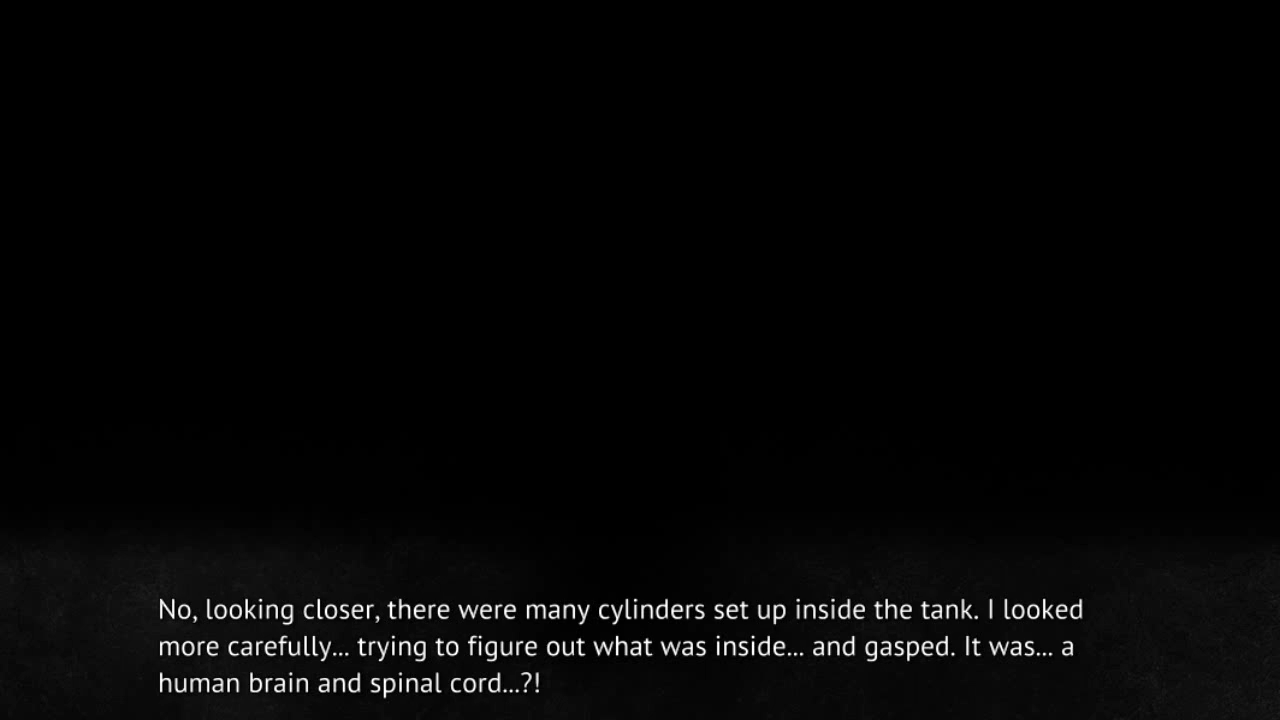 No, looking closer, there were many cylinders set up inside the tank. I looked
more carefully... trying to figure out what was inside... and gasped. It was... a
human brain and spinal cord...?!